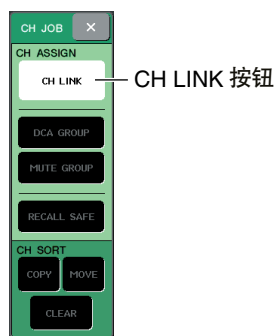 CH JOB ×
CH ASSIGN
CH LINK
CH LINK 按钮
DCA GROUP
MUTE GROUP
RECALL SAFE
CH SORT
COPY MOVE
CLEAR